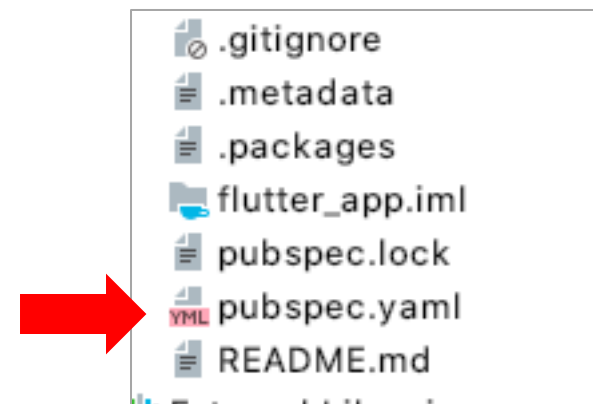 .gitignore
.metadata
.packages
flutter_app.iml
pubspec.lock
YML pubspec.yaml
README.md